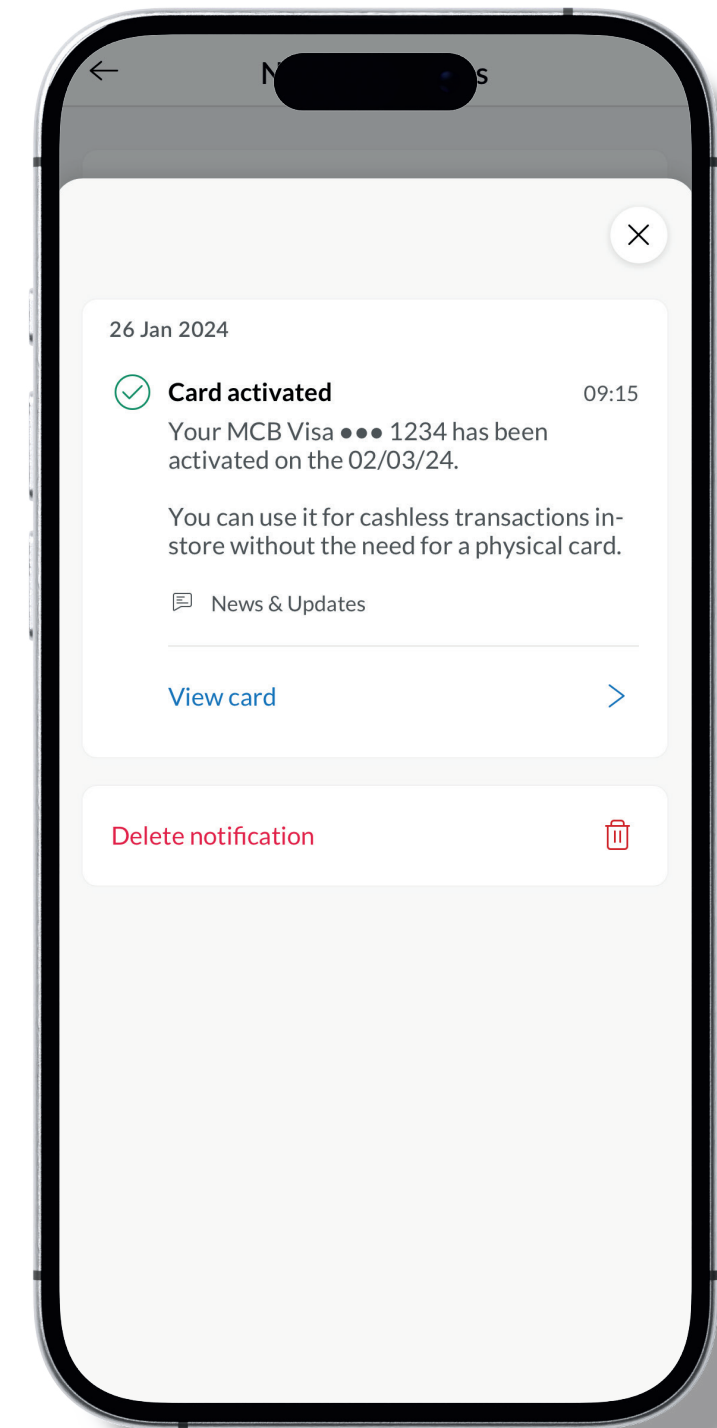 26 Jan 2024
Card activated 09:15
Your MCB Visa ●●● 1234 has been
activated on the 02/03/24.
You can use it for cashless transactions in-
store without the need for a physical card.
News & Updates
View card
Delete notification